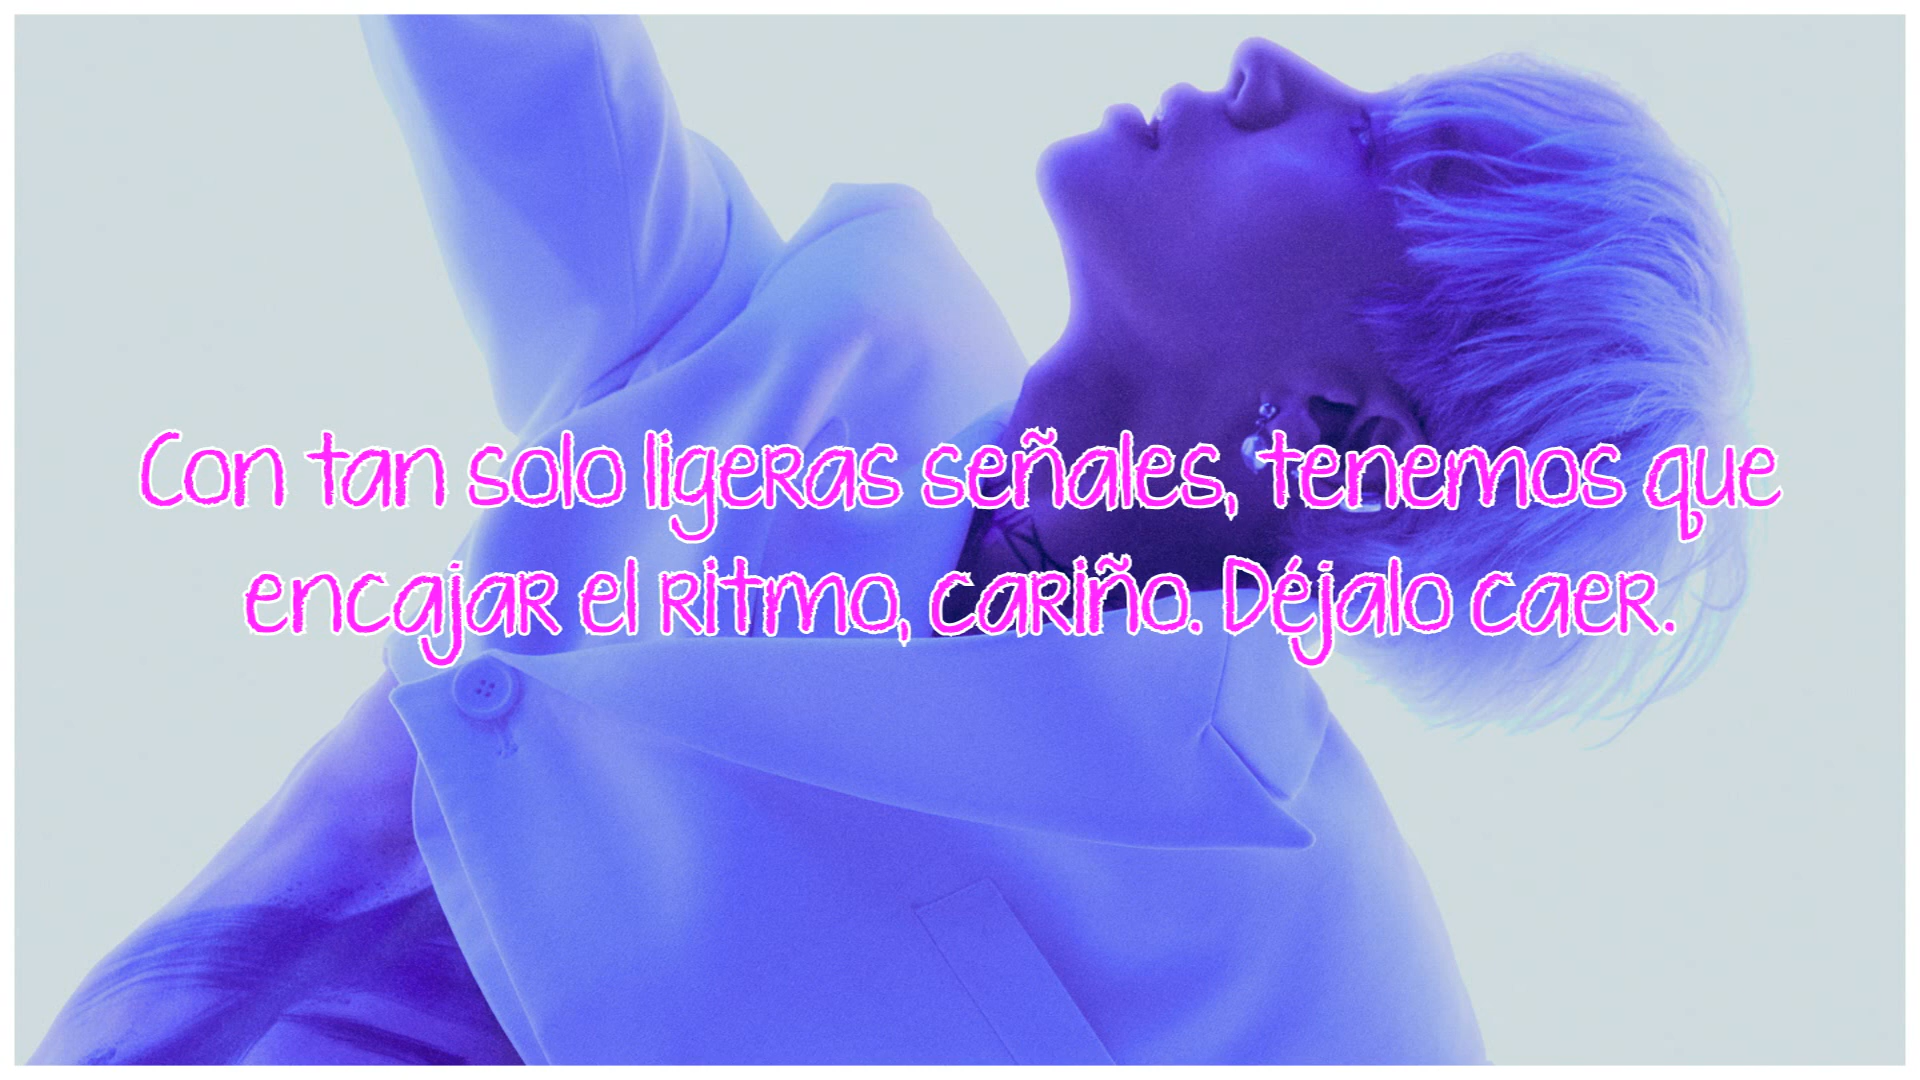 Con tan solo ligeras señales, tenemos que
encajar el ritmo, cariño. Déjalo caer.